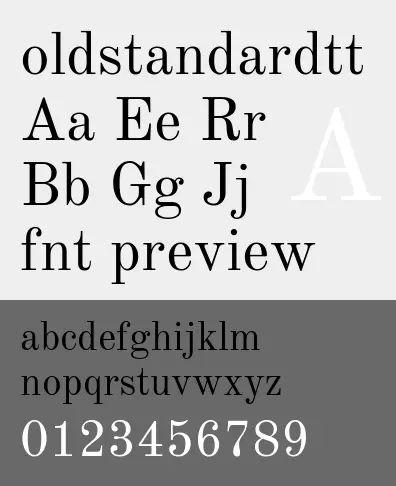 oldstandardtt
Aa Ee Rr
A
Bb Gg Jj
fnt preview
abcdefghijklm
nopqrstuvwxyz
0123456789